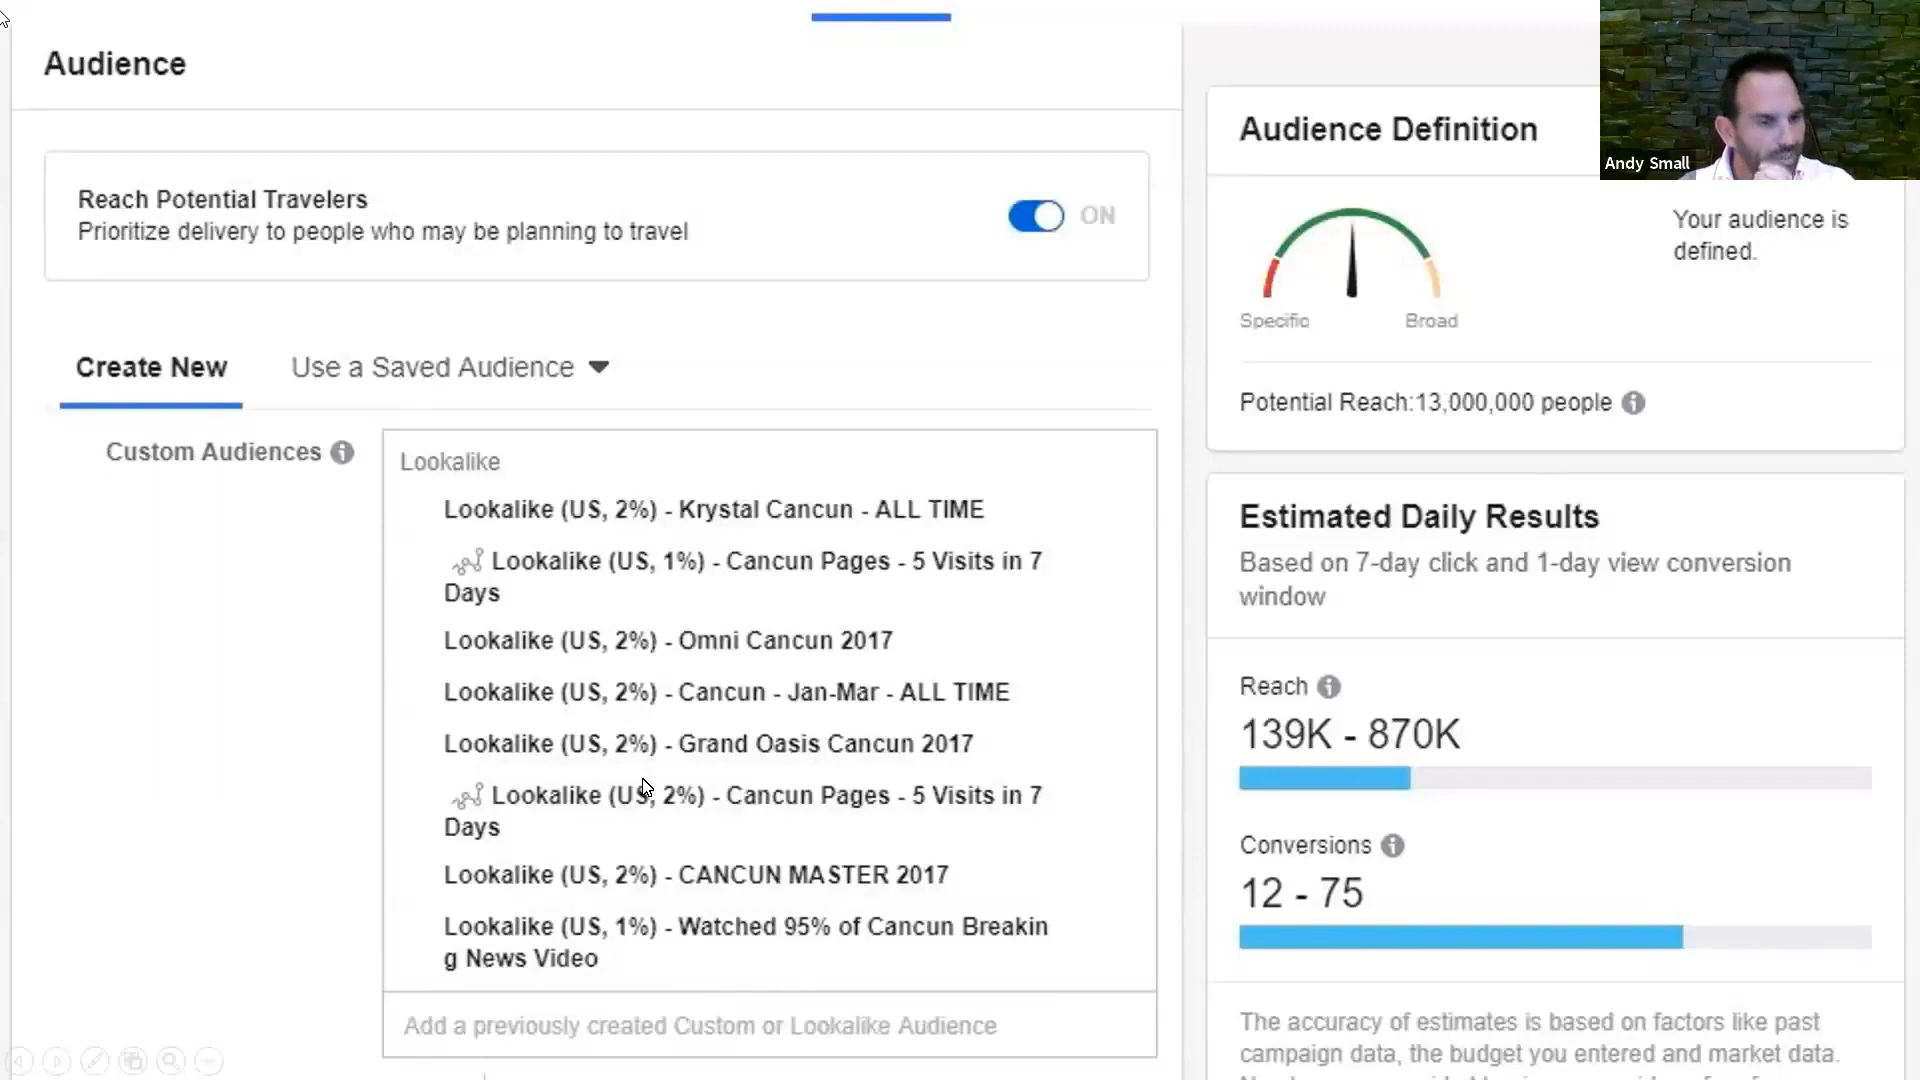 Audience
Reach Potential Travelers
Prioritize delivery to people who may be planning to travel
ON
Create New
Use a Saved Audience
Custom Audiences
Lookalike
Lookalike (US, 2%) - Krystal Cancun - ALL TIME
Lookalike (US, 1%) - Cancun Pages - 5 Visits in 7
Days
Lookalike (US, 2%) - Omni Cancun 2017
Lookalike (US, 2%) - Cancun - Jan-Mar - ALL TIME
Lookalike (US, 2%) - Grand Oasis Cancun 2017
Lookalike (US, 2%) - Cancun Pages - 5 Visits in 7
Days
Lookalike (US, 2%) - CANCUN MASTER 2017
Lookalike (US, 1%) - Watched 95% of Cancun Breakin
g News Video
Add a previously created Custom or Lookalike Audience
Audience Definition
Andy Small
Your audience is
defined.
Specific
Broad
Potential Reach:13,000,000 people
Estimated Daily Results
Based on 7-day click and 1-day view conversion
window
Reach
139K - 870K
Conversions
12 - 75
The accuracy of estimates is based on factors like past
campaign data, the budget you entered and market data.